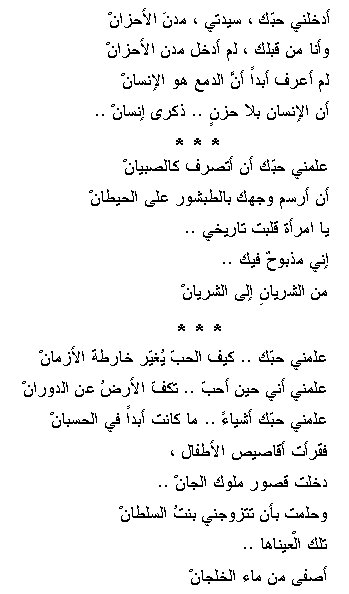 أدخلني حبّك ، سيدتي ، مدنَ الأحزانْ
وأنا من قبلك ، لم أدخل مدن الأحزانْ
لم أعرف أبداً أنَّ الدمع هو الإنسانْ
أن الإنسان بلا حزنٍ .. ذكرى إنسانْ ..
* * *
علمني حبّك أن أتصرف كالصبيانْ
أن أرسم وجهك بالطبشور على الحيطانْ
يا امرأة قلبت تاريخي ..
إني مذبوحٌ فيك ..
من الشريانِ إلى الشريانْ
* * *
علمني حبّك .. كيف الحبّ يُغيّر خارطة الأزمانْ
علمني أني حين أحبّ .. تكفّ الأرضُ عن الدورانْ
علمني حبّك أشياءً .. ما كانت أبداً في الحسبانْ
فقرأت أقاصيص الأطفال ،
دخلت قصور ملوك الجانْ ..
وحلمت بأن تتزوجني بنتُ السلطانْ
تلك الْعيناها ..
أصفى من ماء الخلجانْ